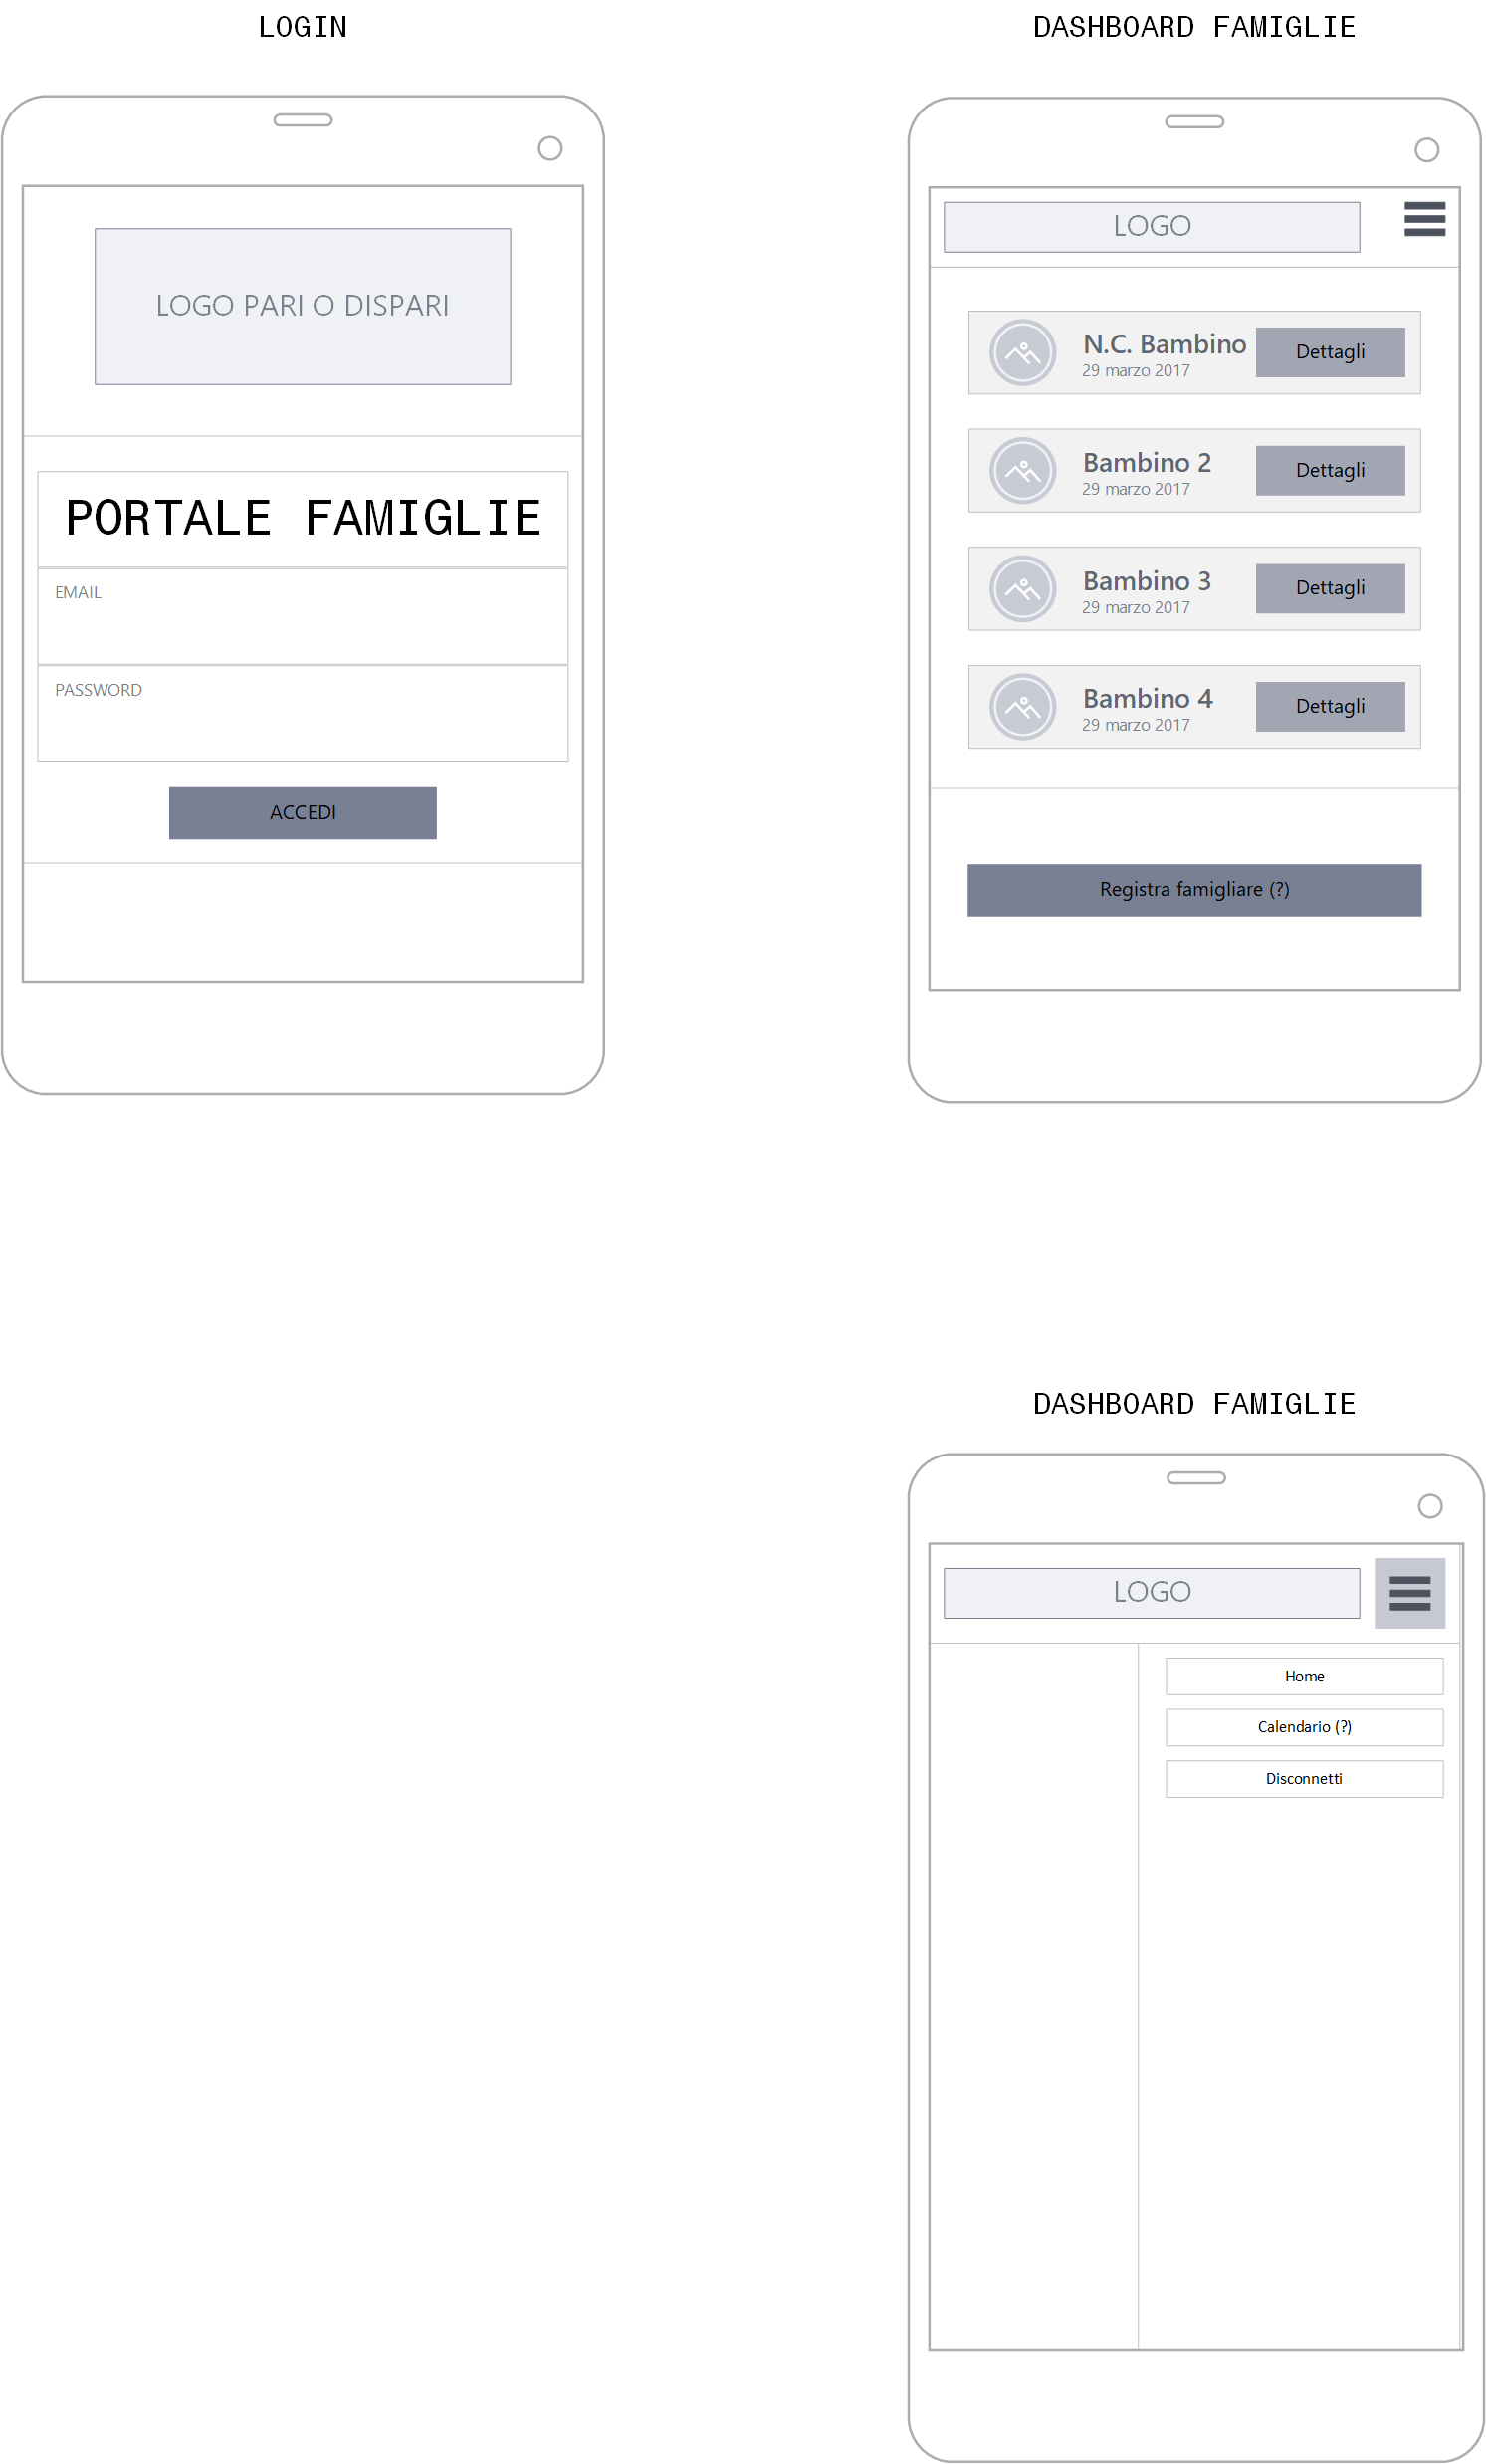 LOGIN
DASHBOARD FAMIGLIE
LOGO PARI O DISPARI
PORTALE FAMIGLIE
EMAIL
PASSWORD
ACCEDI
LOGO
N.C. Bambino
29 marzo 2017
Dettagli
Bambino 2
29 marzo 2017
Dettagli
Bambino 3
29 marzo 2017
Dettagli
Bambino 4
29 marzo 2017
Dettagli
Registra famigliare (?)
DASHBOARD FAMIGLIE
LOGO
Home
Calendario (?)
Disconnetti